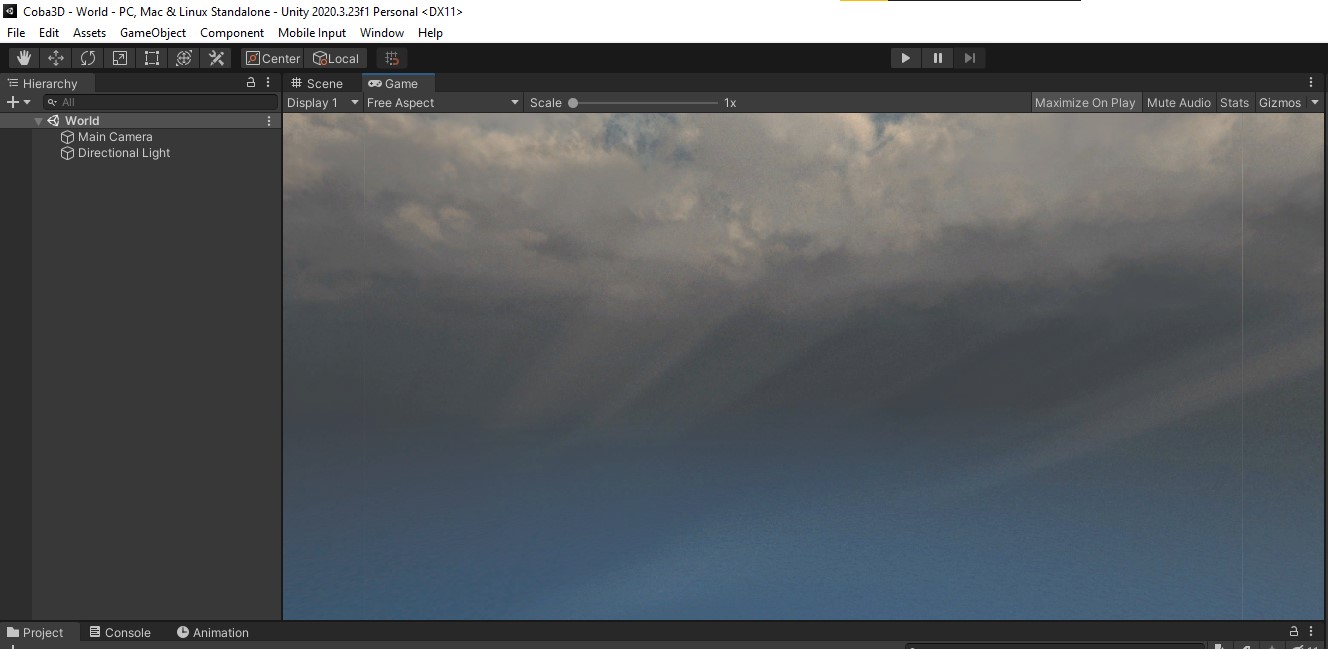 Coba3D - World - PC, Mac & Linux Standalone - Unity 2020.3.23f1 Personal <DX11>
File Edit Assets GameObject Component Mobile Input Window Help
Center Local
Hierarchy Scene Game
All Display 1 Free Aspect Scale 1x Maximize On Play Mute Audio Stats Gizmos
World
Main Camera
Directional Light
Project Console Animation